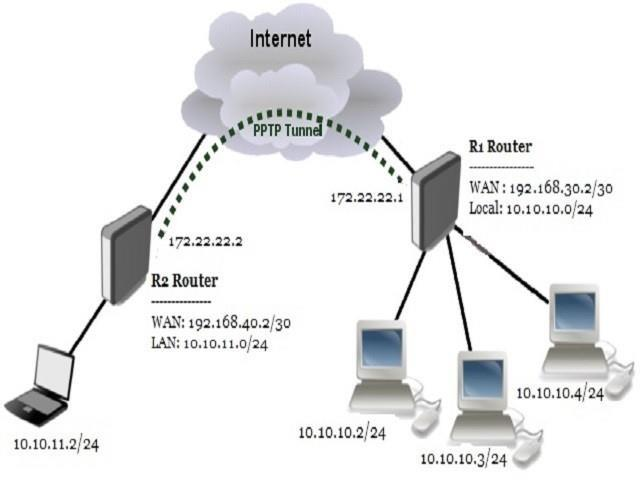 Internet
PPTP Tunnel
R1 Router
----------------
WAN : 192.168.30.2/30
Local: 10.10.10.0/24
172.22.22.1
172.22.22.2
R2 Router
---------------
WAN: 192.168.40.2/30
LAN: 10.10.11.0/24
10.10.11.2/24
10.10.10.2/24
10.10.10.3/24
10.10.10.4/24